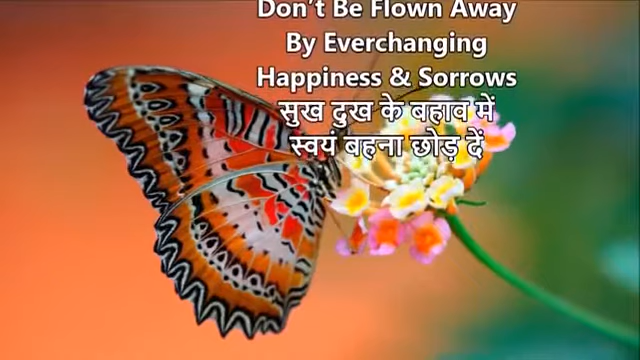 Don't Be Flown Away
By Everchanging
Happiness & Sorrows
सुख दुख के बहाव में
स्वयं बहना छोड़ दें